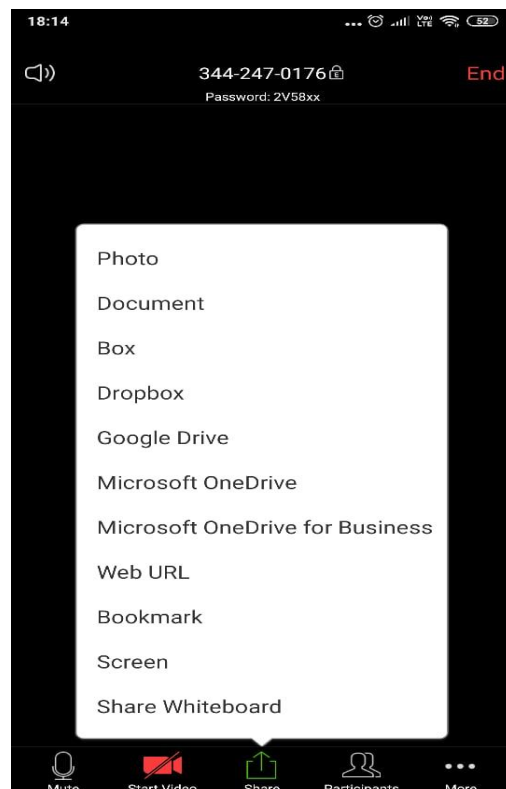 18:14
VoLTE
52
344-247-0176
End
Password: 2V58xx
Photo
Document
Box
Dropbox
Google Drive
Microsoft OneDrive
Microsoft OneDrive for Business
Web URL
Bookmark
Screen
Share Whiteboard
Mute Start Video Share Participants More